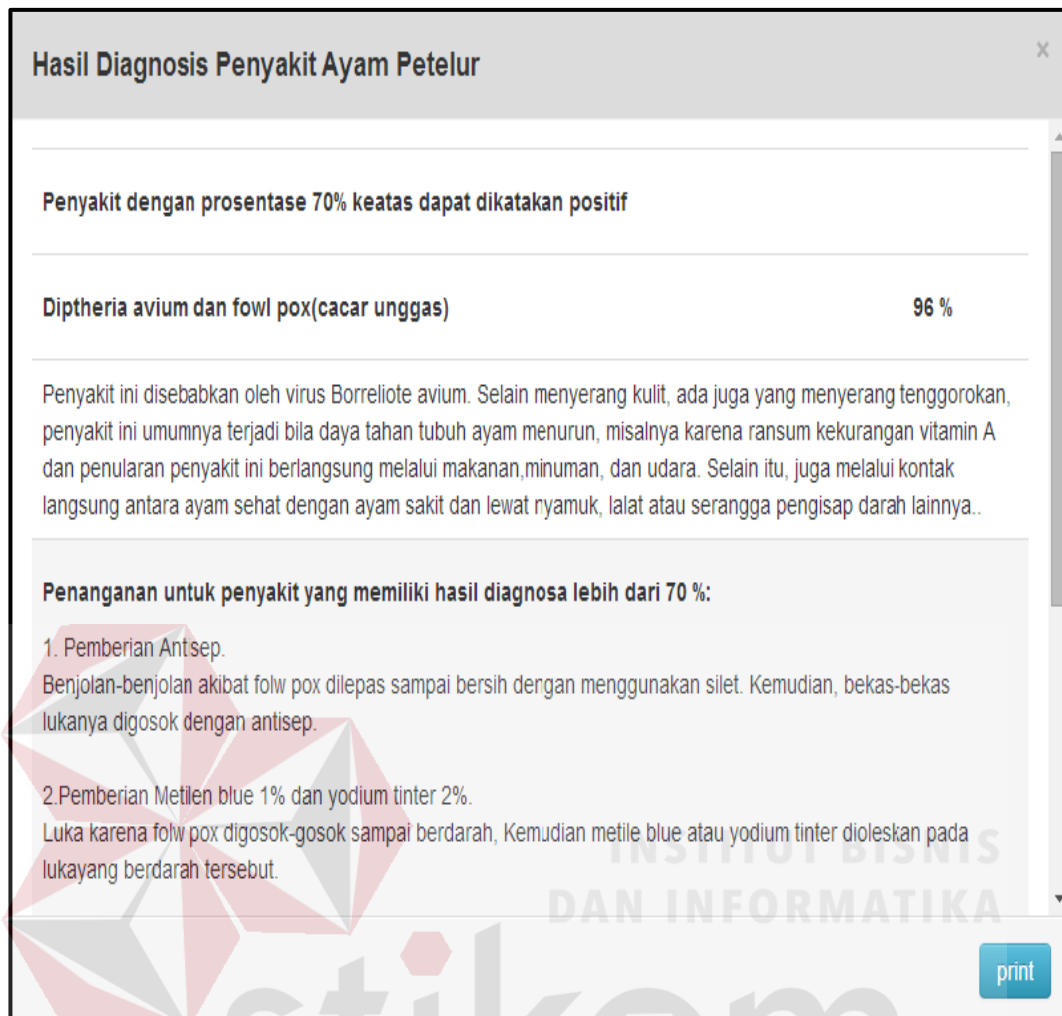 Hasil Diagnosis Penyakit Ayam Petelur
×
Penyakit dengan prosentase 70% keatas dapat dikatakan positif
Diptheria avium dan fowl pox(cacar unggas) 96 %
Penyakit ini disebabkan oleh virus Borreliote avium. Selain menyerang kulit, ada juga yang menyerang tenggorokan,
penyakit ini umumnya terjadi bila daya tahan tubuh ayam menurun, misalnya karena ransum kekurangan vitamin A
dan penularan penyakit ini berlangsung melalui makanan,minuman, dan udara. Selain itu, juga melalui kontak
langsung antara ayam sehat dengan ayam sakit dan lewat nyamuk, lalat atau serangga pengisap darah lainnya..
Penanganan untuk penyakit yang memiliki hasil diagnosa lebih dari 70 %:
1. Pemberian Antisep.
Benjolan-benjolan akibat folw pox dilepas sampai bersih dengan menggunakan silet. Kemudian, bekas-bekas
lukanya digosok dengan antisep.
2.Pemberian Metilen blue 1% dan yodium tinter 2%.
Luka karena folw pox digosok-gosok sampai berdarah, Kemudian metile blue atau yodium tinter dioleskan pada
lukayang berdarah tersebut.
INSTITUT BISNIS
DAN INFORMATIKA
print
stikom